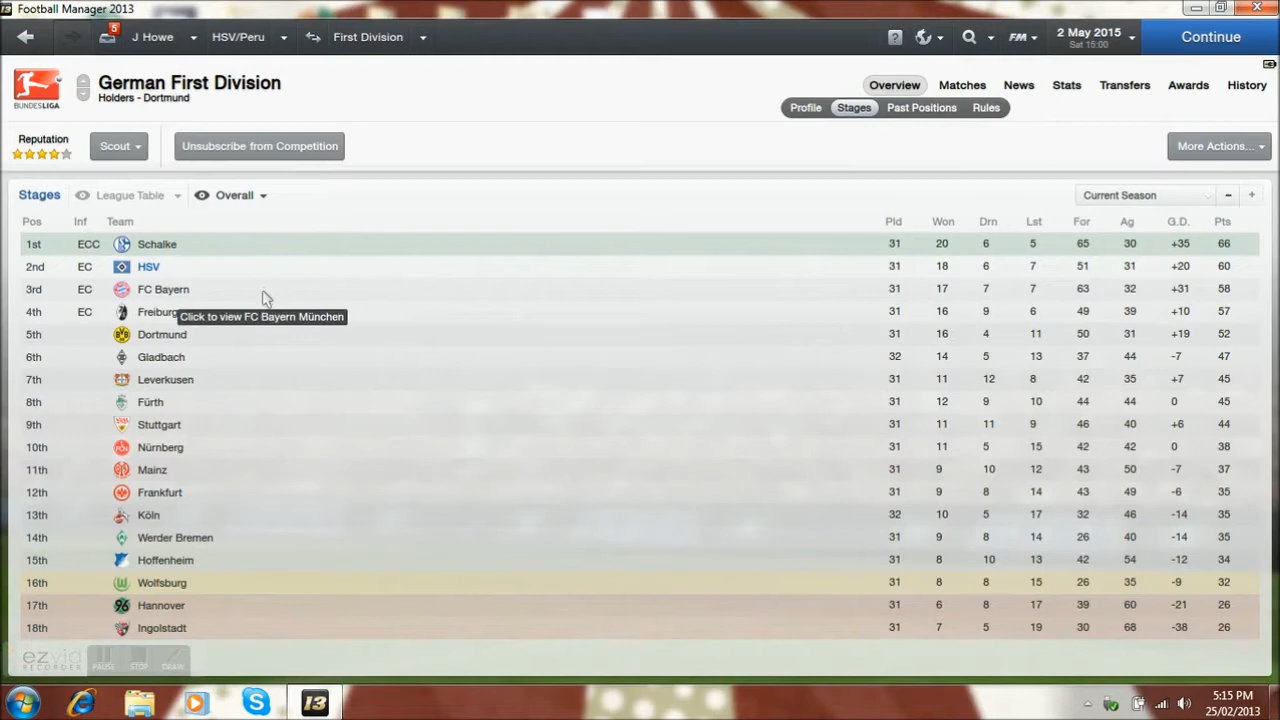 Football Manager 2013
5 J Howe HSV/Peru First Division ? FM 2 May 2015 Sat 15:00 Continue
BUNDESLIGA
German First Division
Holders - Dortmund
Overview Matches News Stats Transfers Awards History
Profile Stages Past Positions Rules
Reputation
Scout Unsubscribe from Competition More Actions...
Stages League Table Overall Current Season - +
Pos Inf Team Pld Won Drn Lst For Ag G.D. Pts
1st ECC Schalke 31 20 6 5 65 30 +35 66
2nd EC HSV 31 18 6 7 51 31 +20 60
3rd EC FC Bayern 31 17 7 7 63 32 +31 58
4th EC Freiburg 31 16 9 6 49 39 +10 57
Click to view FC Bayern München
5th Dortmund 31 16 4 11 50 31 +19 52
6th Gladbach 32 14 5 13 37 44 -7 47
7th Leverkusen 31 11 12 8 42 35 +7 45
8th Fürth 31 12 9 10 44 44 0 45
9th Stuttgart 31 11 11 9 46 40 +6 44
10th Nürnberg 31 11 5 15 42 42 0 38
11th Mainz 31 9 10 12 43 50 -7 37
12th Frankfurt 31 9 8 14 43 49 -6 35
13th Köln 32 10 5 17 32 46 -14 35
14th Werder Bremen 31 9 8 14 26 40 -14 35
15th Hoffenheim 31 8 10 13 42 54 -12 34
16th Wolfsburg 31 8 8 15 26 35 -9 32
17th Hannover 31 6 8 17 39 60 -21 26
18th Ingolstadt 31 7 5 19 30 68 -38 26
ezvid
RECORDER PAUSE STOP DRAW
13
5:15 PM
25/02/2013